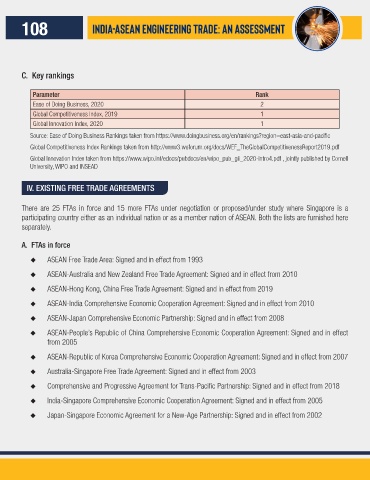 108
INDIA-ASEAN ENGINEERING TRADE: AN ASSESSMENT
C. Key rankings
Parameter Rank
Ease of Doing Business, 2020 2
Global Competitiveness Index, 2019 1
Global Innovation Index, 2020 1
Source: Ease of Doing Business Rankings taken from https://www.doingbusiness.org/en/rankings?region=east-asia-and-pacific
Global Competitiveness Index Rankings taken from http://www3.weforum.org/docs/WEF_TheGlobalCompetitivenessReport2019.pdf
Global Innovation Index taken from https://www.wipo.int/edocs/pubdocs/en/wipo_pub_gii_2020-intro4.pdf , jointly published by Cornell
University, WIPO and INSEAD
IV. EXISTING FREE TRADE AGREEMENTS
There are 25 FTAs in force and 15 more FTAs under negotiation or proposed/under study where Singapore is a
participating country either as an individual nation or as a member nation of ASEAN. Both the lists are furnished here
separately.
A. FTAs in force
◆ ASEAN Free Trade Area: Signed and in effect from 1993
◆ ASEAN-Australia and New Zealand Free Trade Agreement: Signed and in effect from 2010
◆ ASEAN-Hong Kong, China Free Trade Agreement: Signed and in effect from 2019
◆ ASEAN-India Comprehensive Economic Cooperation Agreement: Signed and in effect from 2010
◆ ASEAN-Japan Comprehensive Economic Partnership: Signed and in effect from 2008
◆ ASEAN-People's Republic of China Comprehensive Economic Cooperation Agreement: Signed and in effect
from 2005
◆ ASEAN-Republic of Korea Comprehensive Economic Cooperation Agreement: Signed and in effect from 2007
◆ Australia-Singapore Free Trade Agreement: Signed and in effect from 2003
◆ Comprehensive and Progressive Agreement for Trans-Pacific Partnership: Signed and in effect from 2018
◆ India-Singapore Comprehensive Economic Cooperation Agreement: Signed and in effect from 2005
◆ Japan-Singapore Economic Agreement for a New-Age Partnership: Signed and in effect from 2002